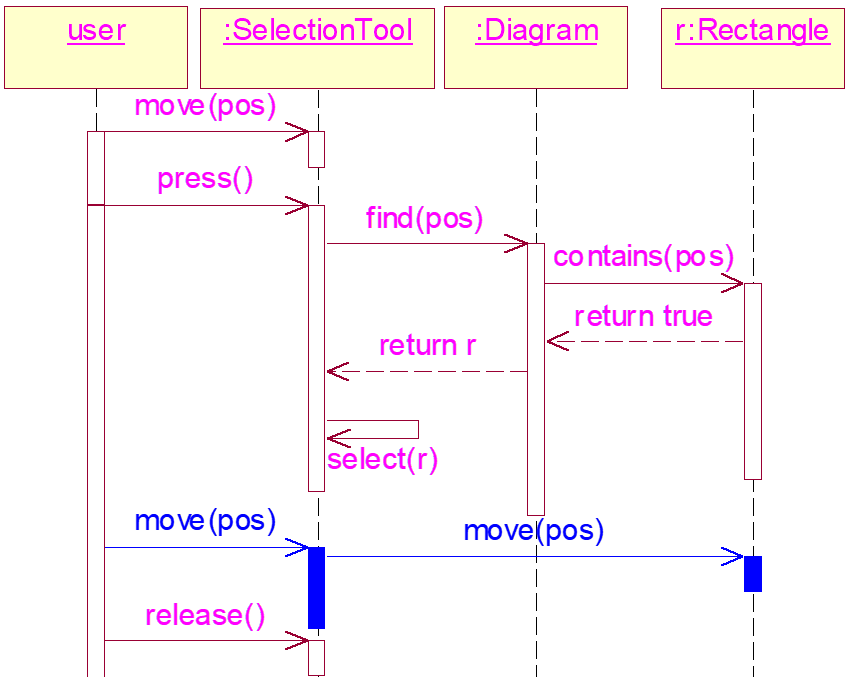 user
:SelectionTool
:Diagram
r:Rectangle
move(pos)
press()
find(pos)
contains(pos)
return true
return r
select(r)
move(pos)
move(pos)
release()